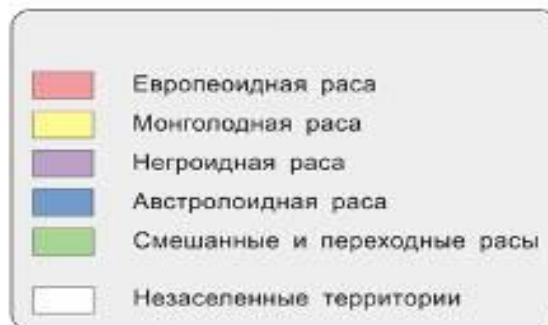 Европеоидная раса
Монголодная раса
Негроидная раса
Австролоидная раса
Смешанные и переходные расы
Незаселенные территории